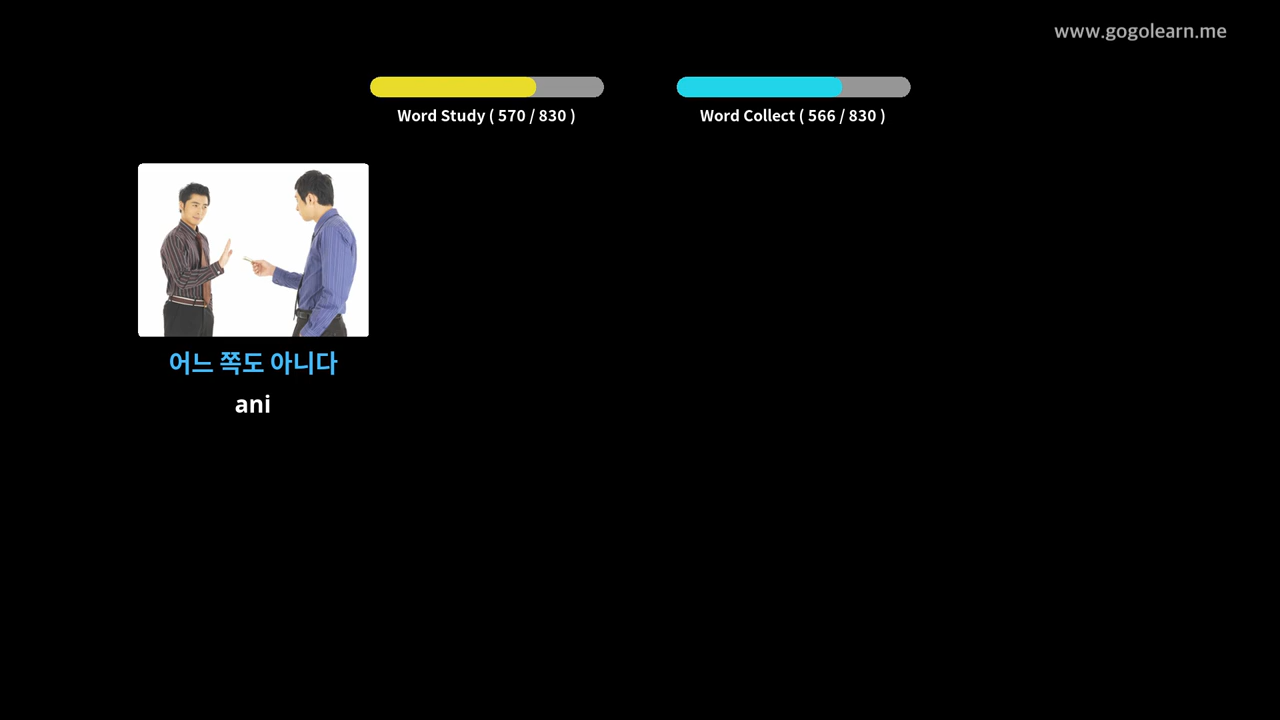 www.gogolearn.me
Word Study ( 570 / 830 )
Word Collect ( 566 / 830 )
어느 쪽도 아니다
ani